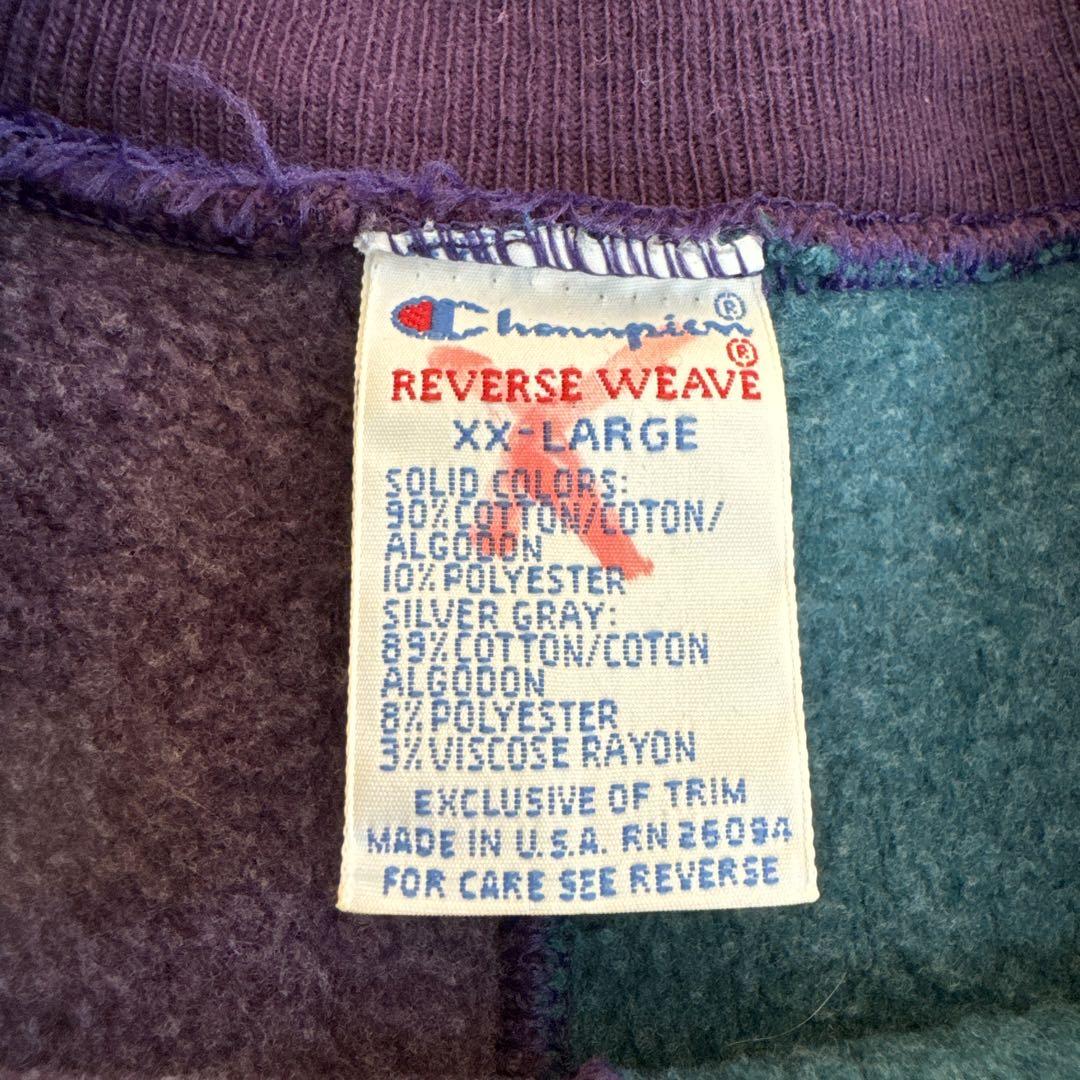 Champion®
REVERSE WEAVE®
XX-LARGE
SOLID COLORS:
90% COTTON/COTON/
ALGODON
10% POLYESTER
SILVER GRAY:
89% COTTON/COTON
ALGODON
8% POLYESTER
3% VISCOSE RAYON
EXCLUSIVE OF TRIM
MADE IN U.S.A. RN 26094
FOR CARE SEE REVERSE